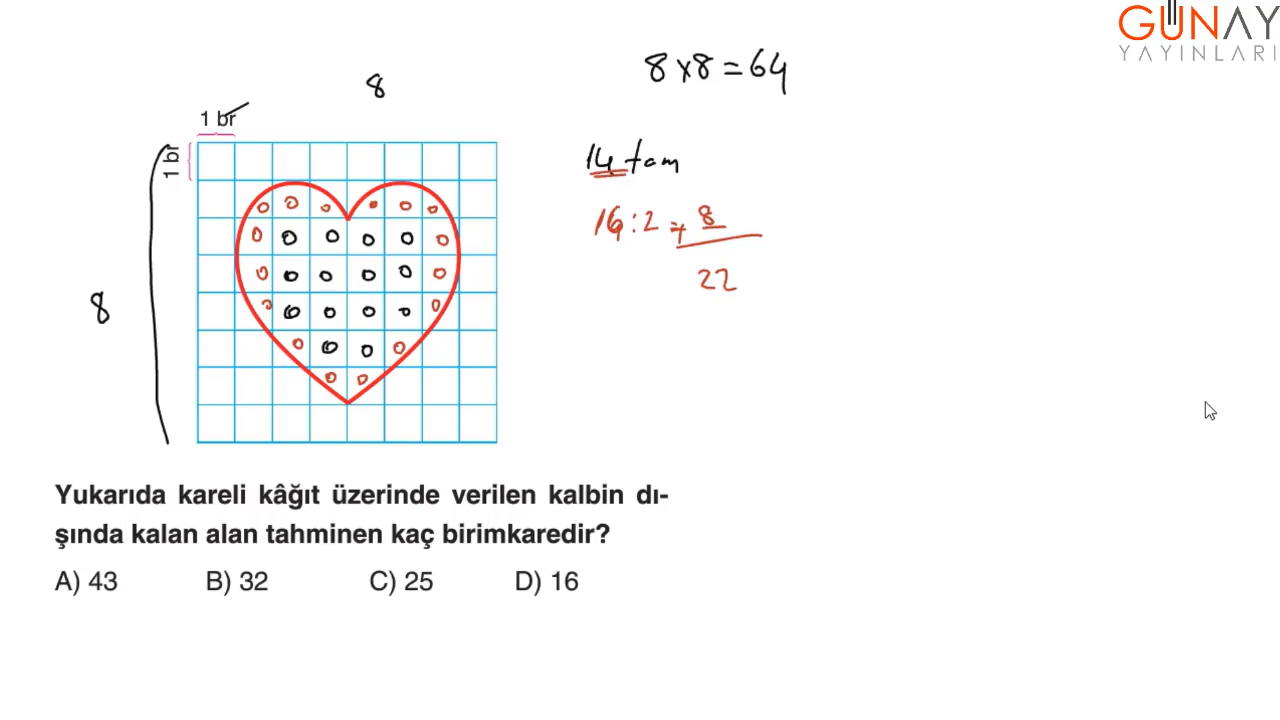 GÜNAY
YAYINLARI
8x8=64
8
1 br
1 br
14 tam
16:2=8
+
22
8
Yukarıda kareli kâğıt üzerinde verilen kalbin dı-
şında kalan alan tahminen kaç birimkaredir?
A) 43 B) 32 C) 25 D) 16